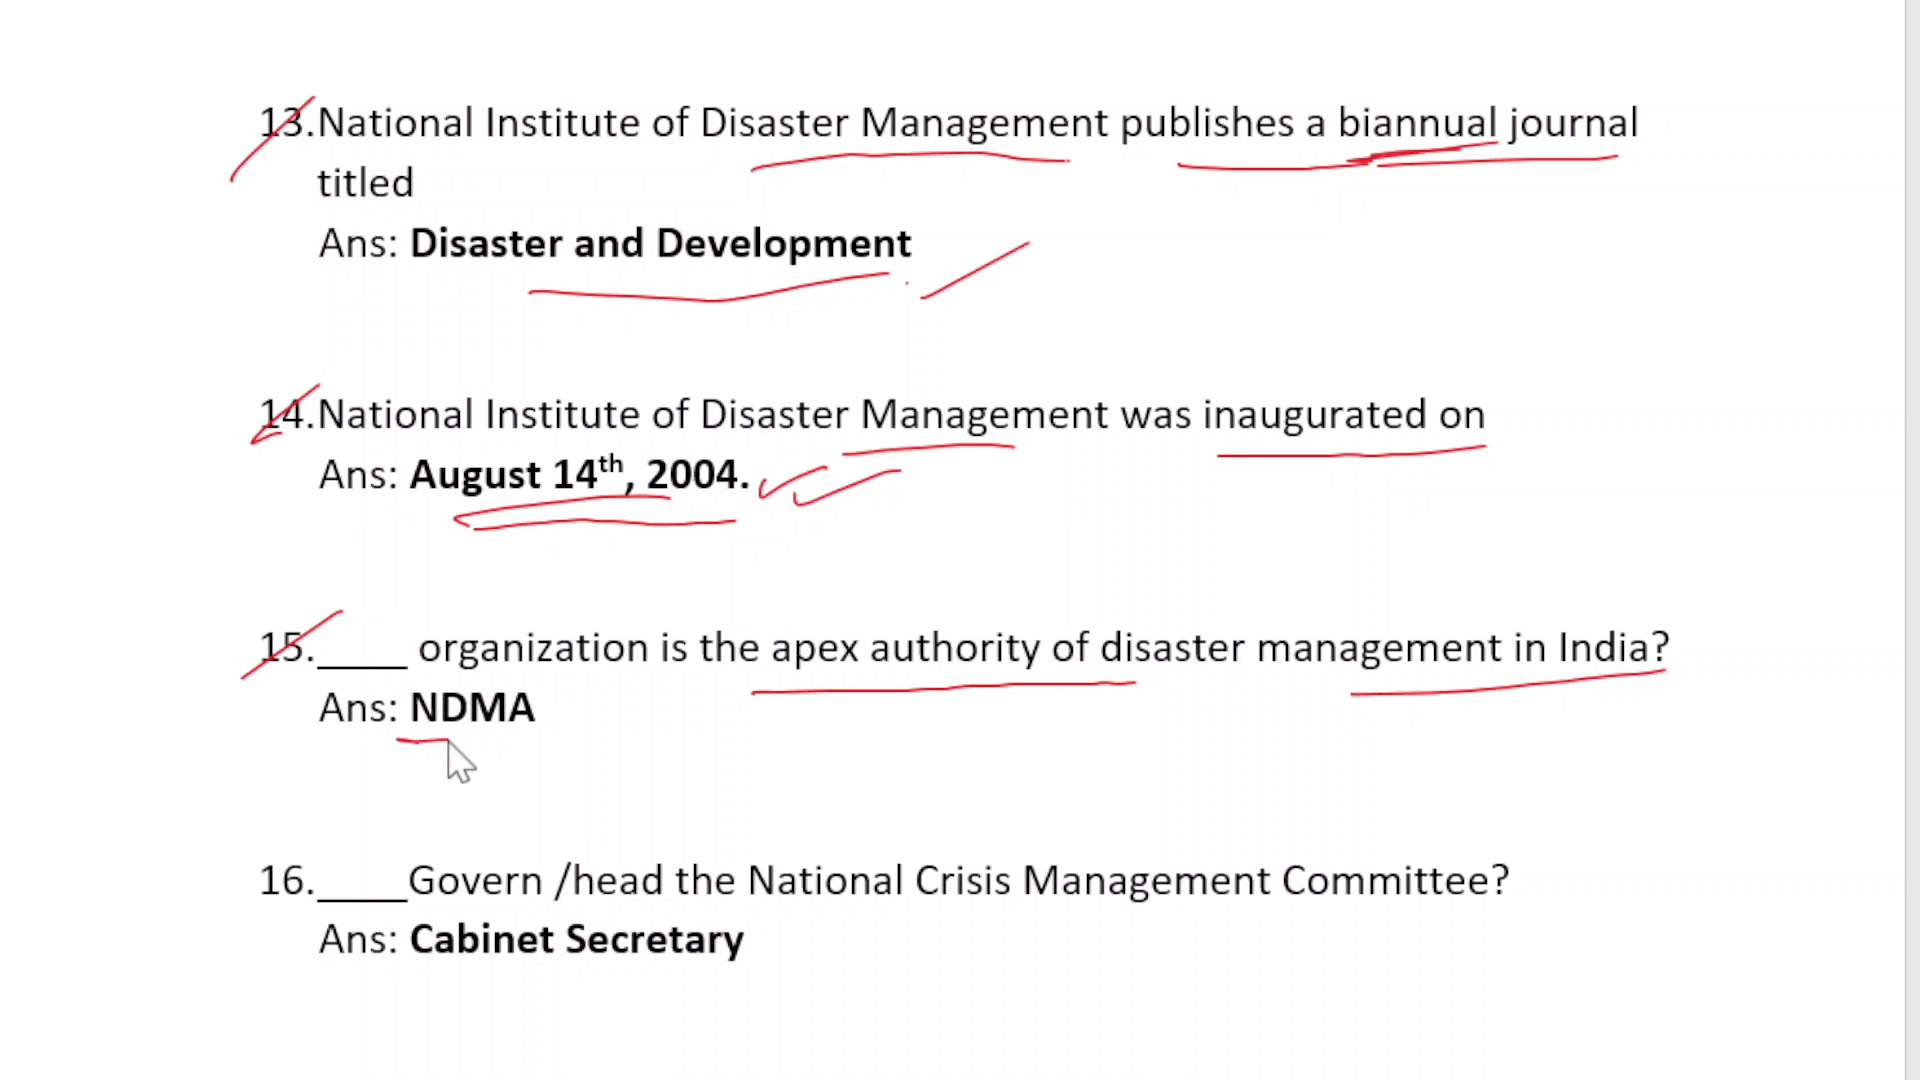 13.National Institute of Disaster Management publishes a biannual journal
titled
Ans: Disaster and Development
14.National Institute of Disaster Management was inaugurated on
Ans: August 14th, 2004.
15.____ organization is the apex authority of disaster management in India?
Ans: NDMA
16.____Govern /head the National Crisis Management Committee?
Ans: Cabinet Secretary